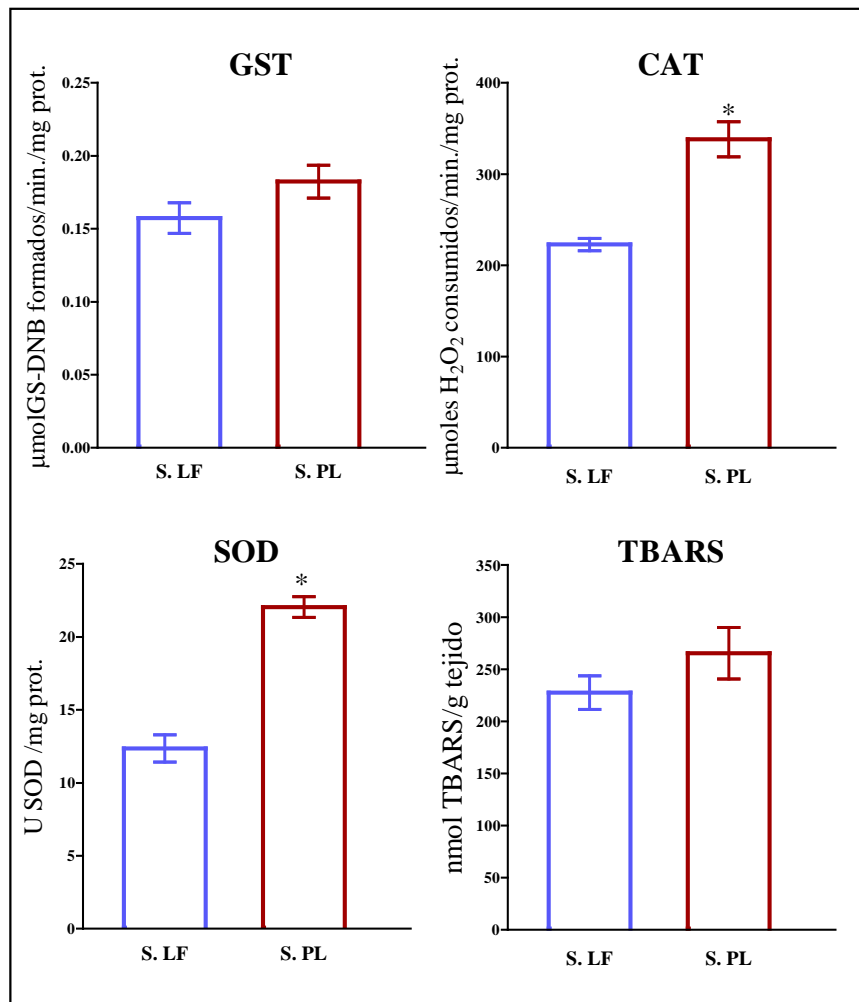 GST
µmolGS-DNB formados/min./mg prot.
0.25
0.20
0.15
0.10
0.05
0.00
S. LF
S. PL
CAT
µmoles H₂O₂ consumidos/min./mg prot.
400
300
200
100
0
*
S. LF
S. PL
SOD
U SOD /mg prot.
25
20
15
10
5
0
*
S. LF
S. PL
TBARS
nmol TBARS/g tejido
350
300
250
200
150
100
50
0
S. LF
S. PL